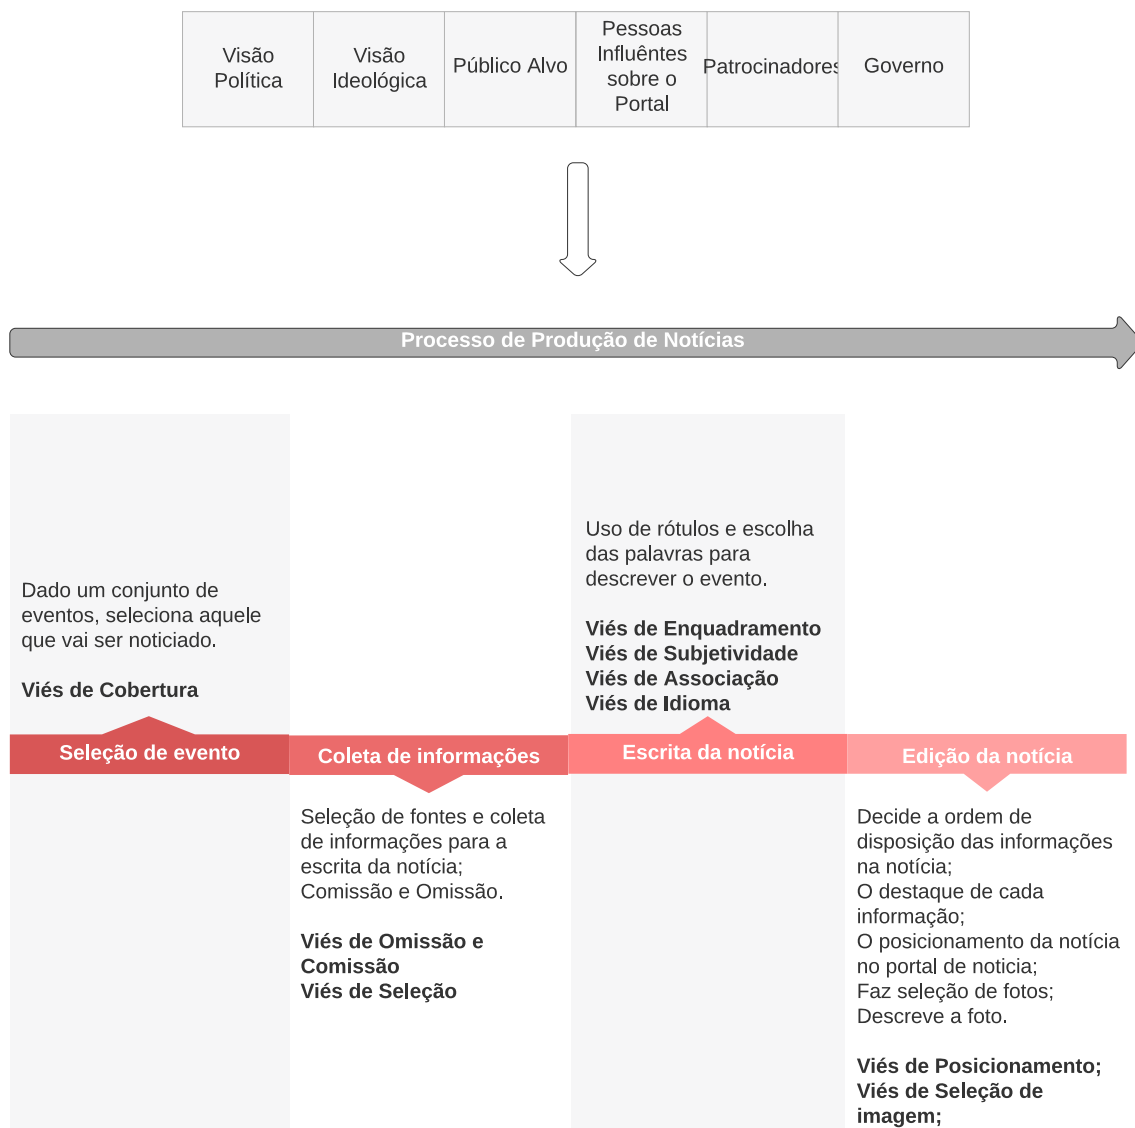 Visão
Política
Visão
Ideológica
Público Alvo
Pessoas
Influêntes
sobre o
Portal
Patrocinadores
Governo
Processo de Produção de Notícias
Dado um conjunto de
eventos, seleciona aquele
que vai ser noticiado.
Viés de Cobertura
Seleção de evento
Coleta de informações
Seleção de fontes e coleta
de informações para a
escrita da notícia;
Comissão e Omissão.
Viés de Omissão e
Comissão
Viés de Seleção
Uso de rótulos e escolha
das palavras para
descrever o evento.
Viés de Enquadramento
Viés de Subjetividade
Viés de Associação
Viés de Idioma
Escrita da notícia
Edição da notícia
Decide a ordem de
disposição das informações
na notícia;
O destaque de cada
informação;
O posicionamento da notícia
no portal de noticia;
Faz seleção de fotos;
Descreve a foto.
Viés de Posicionamento;
Viés de Seleção de
imagem;